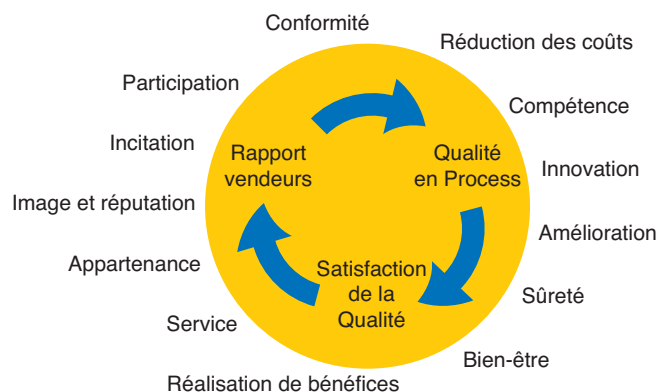 Conformité
Réduction des coûts
Participation
Compétence
Incitation
Rapport
vendeurs
Qualité
en Process
Innovation
Image et réputation
Amélioration
Appartenance
Satisfaction
de la
Qualité
Sûreté
Service
Bien-être
Réalisation de bénéfices